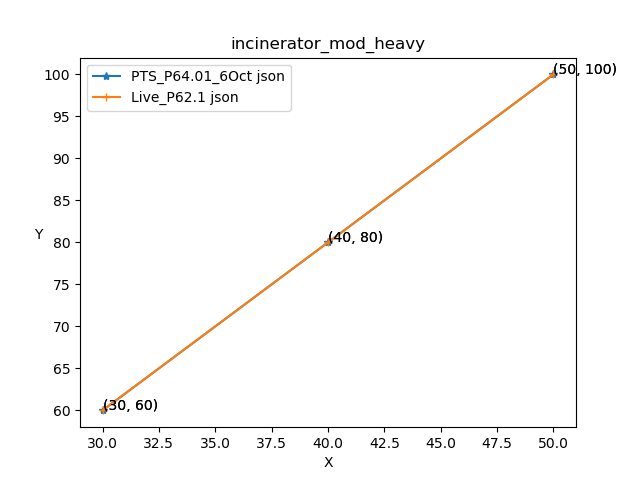 incinerator_mod_heavy
PTS_P64.01_6Oct json
Live_P62.1 json
(50, 100)
(40, 80)
(30, 60)
Y
100
95
90
85
80
75
70
65
60
30.0 32.5 35.0 37.5 40.0 42.5 45.0 47.5 50.0
X